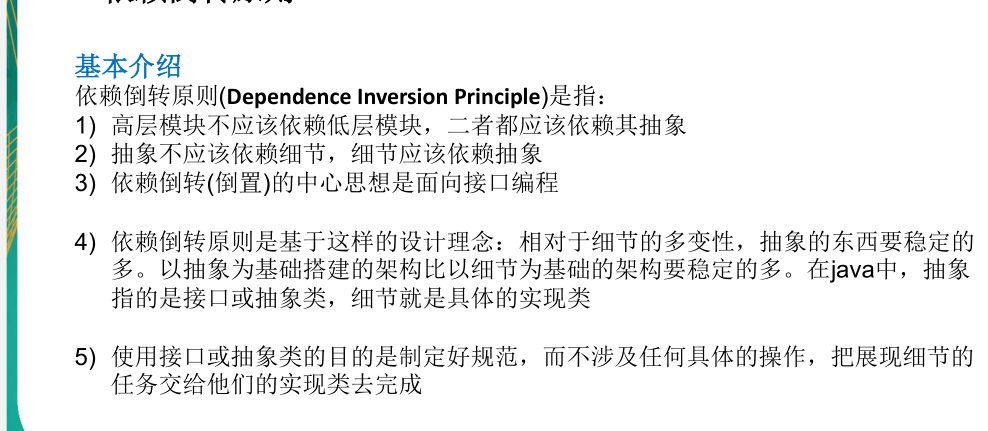 基本介绍
依赖倒转原则(Dependence Inversion Principle)是指：
1) 高层模块不应该依赖低层模块，二者都应该依赖其抽象
2) 抽象不应该依赖细节，细节应该依赖抽象
3) 依赖倒转(倒置)的中心思想是面向接口编程
4) 依赖倒转原则是基于这样的设计理念：相对于细节的多变性，抽象的东西要稳定的
多。以抽象为基础搭建的架构比以细节为基础的架构要稳定的多。在java中，抽象
指的是接口或抽象类，细节就是具体的实现类
5) 使用接口或抽象类的目的是制定好规范，而不涉及任何具体的操作，把展现细节的
任务交给他们的实现类去完成